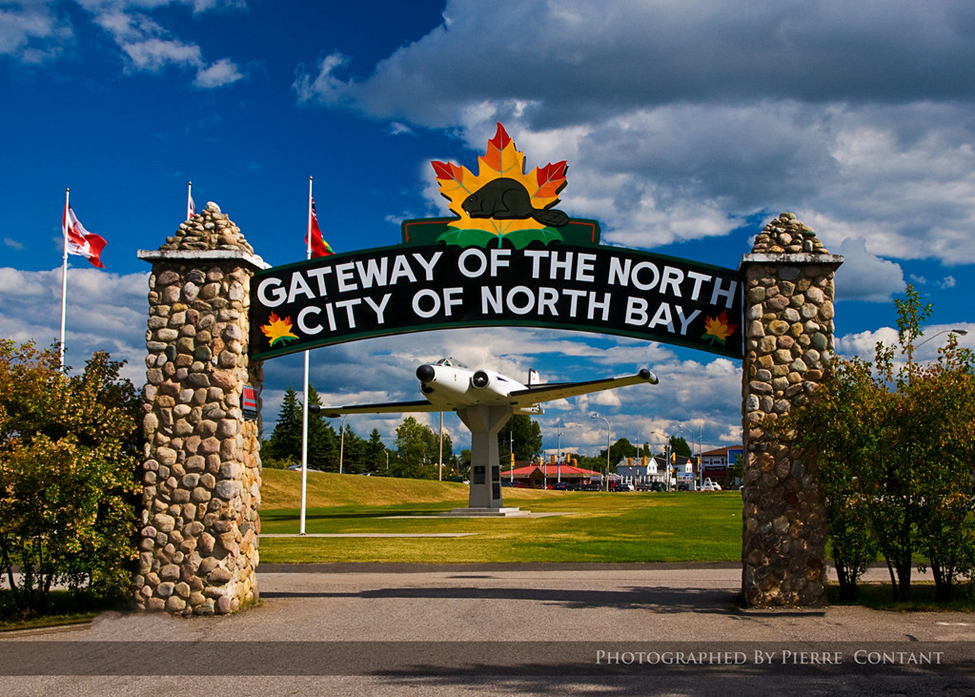 GATEWAY OF THE NORTH
CITY OF NORTH BAY
PHOTOGRAPHED BY PIERRE CONTANT